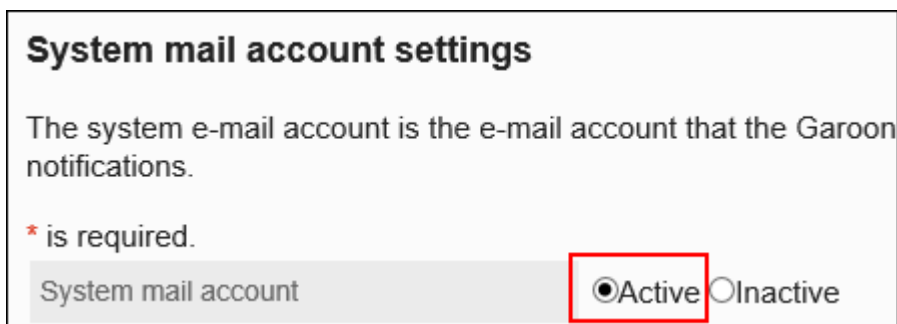 System mail account settings
The system e-mail account is the e-mail account that the Garoon
notifications.
* is required.
System mail account Active Inactive